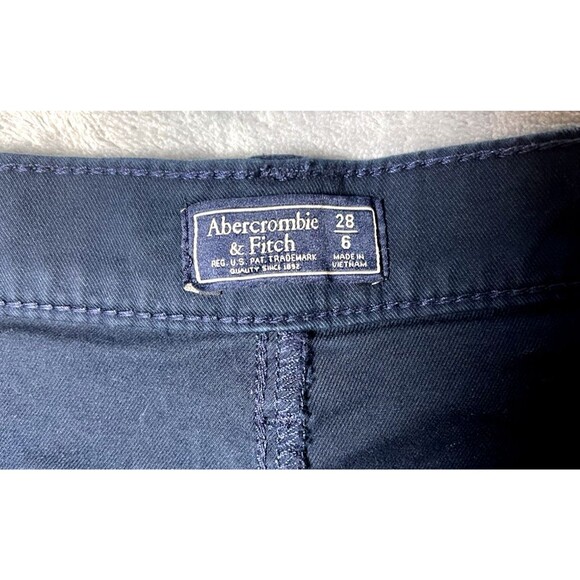 Abercrombie
& Fitch
REG. U.S. PAT. TRADEMARK
QUALITY SINCE 1892
28
6
MADE IN
VIETNAM